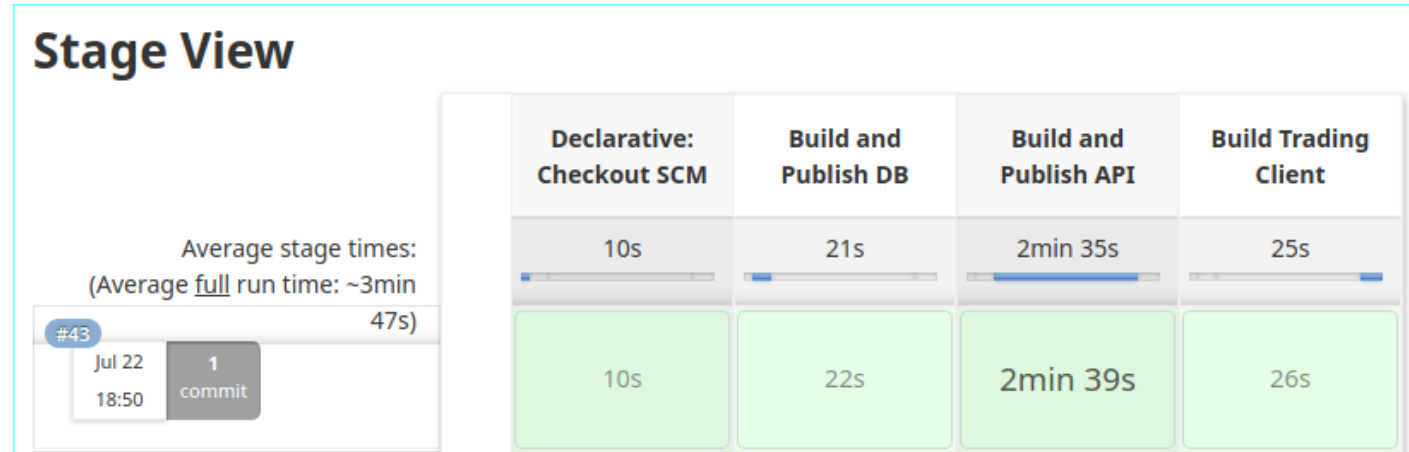 Stage View
Declarative:
Checkout SCM
Build and
Publish DB
Build and
Publish API
Build Trading
Client
Average stage times:
(Average full run time: ~3min
47s)
10s
21s
2min 35s
25s
#43
Jul 22
18:50
1
commit
10s
22s
2min 39s
26s